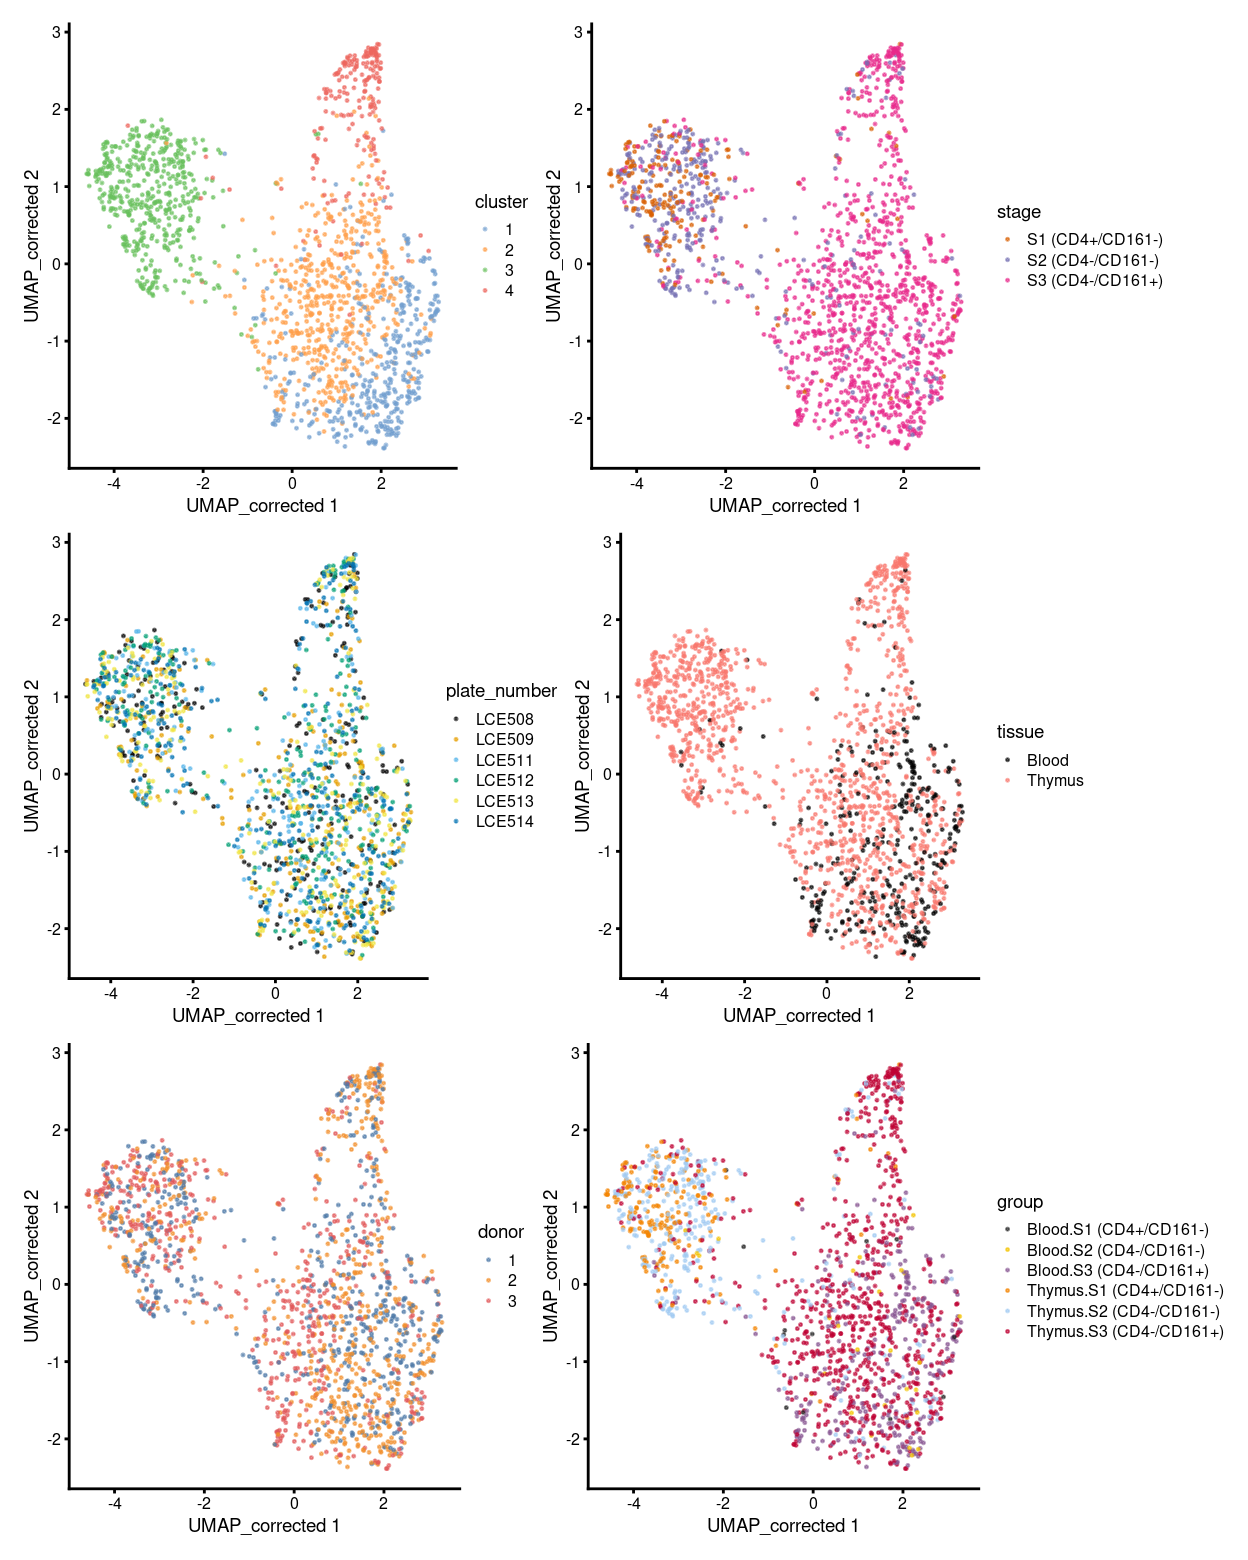 3
2
1
0
-1
-2
-4
-2
0
2
UMAP_corrected 1
UMAP_corrected 2
cluster
1
2
3
4
3
2
1
0
-1
-2
-4
-2
0
2
UMAP_corrected 1
UMAP_corrected 2
stage
S1 (CD4+/CD161-)
S2 (CD4-/CD161-)
S3 (CD4-/CD161+)
3
2
1
0
-1
-2
-4
-2
0
2
UMAP_corrected 1
UMAP_corrected 2
plate_number
LCE508
LCE509
LCE511
LCE512
LCE513
LCE514
3
2
1
0
-1
-2
-4
-2
0
2
UMAP_corrected 1
UMAP_corrected 2
tissue
Blood
Thymus
3
2
1
0
-1
-2
-4
-2
0
2
UMAP_corrected 1
UMAP_corrected 2
donor
1
2
3
3
2
1
0
-1
-2
-4
-2
0
2
UMAP_corrected 1
UMAP_corrected 2
group
Blood.S1 (CD4+/CD161-)
Blood.S2 (CD4-/CD161-)
Blood.S3 (CD4-/CD161+)
Thymus.S1 (CD4+/CD161-)
Thymus.S2 (CD4-/CD161-)
Thymus.S3 (CD4-/CD161+)